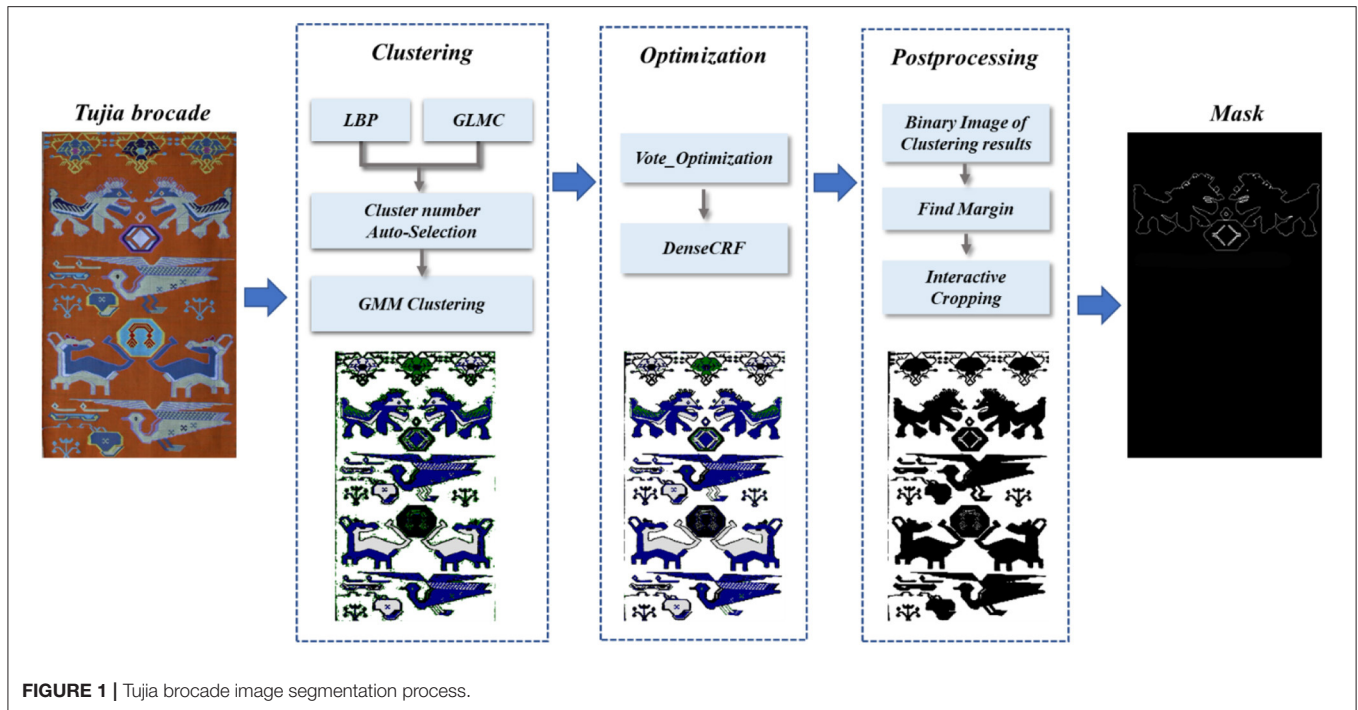 Tujia brocade
Clustering
LBP
GLMC
Cluster number
Auto-Selection
GMM Clustering
Optimization
Vote_Optimization
DenseCRF
Postprocessing
Binary Image of
Clustering results
Find Margin
Interactive
Cropping
Mask
FIGURE 1 | Tujia brocade image segmentation process.